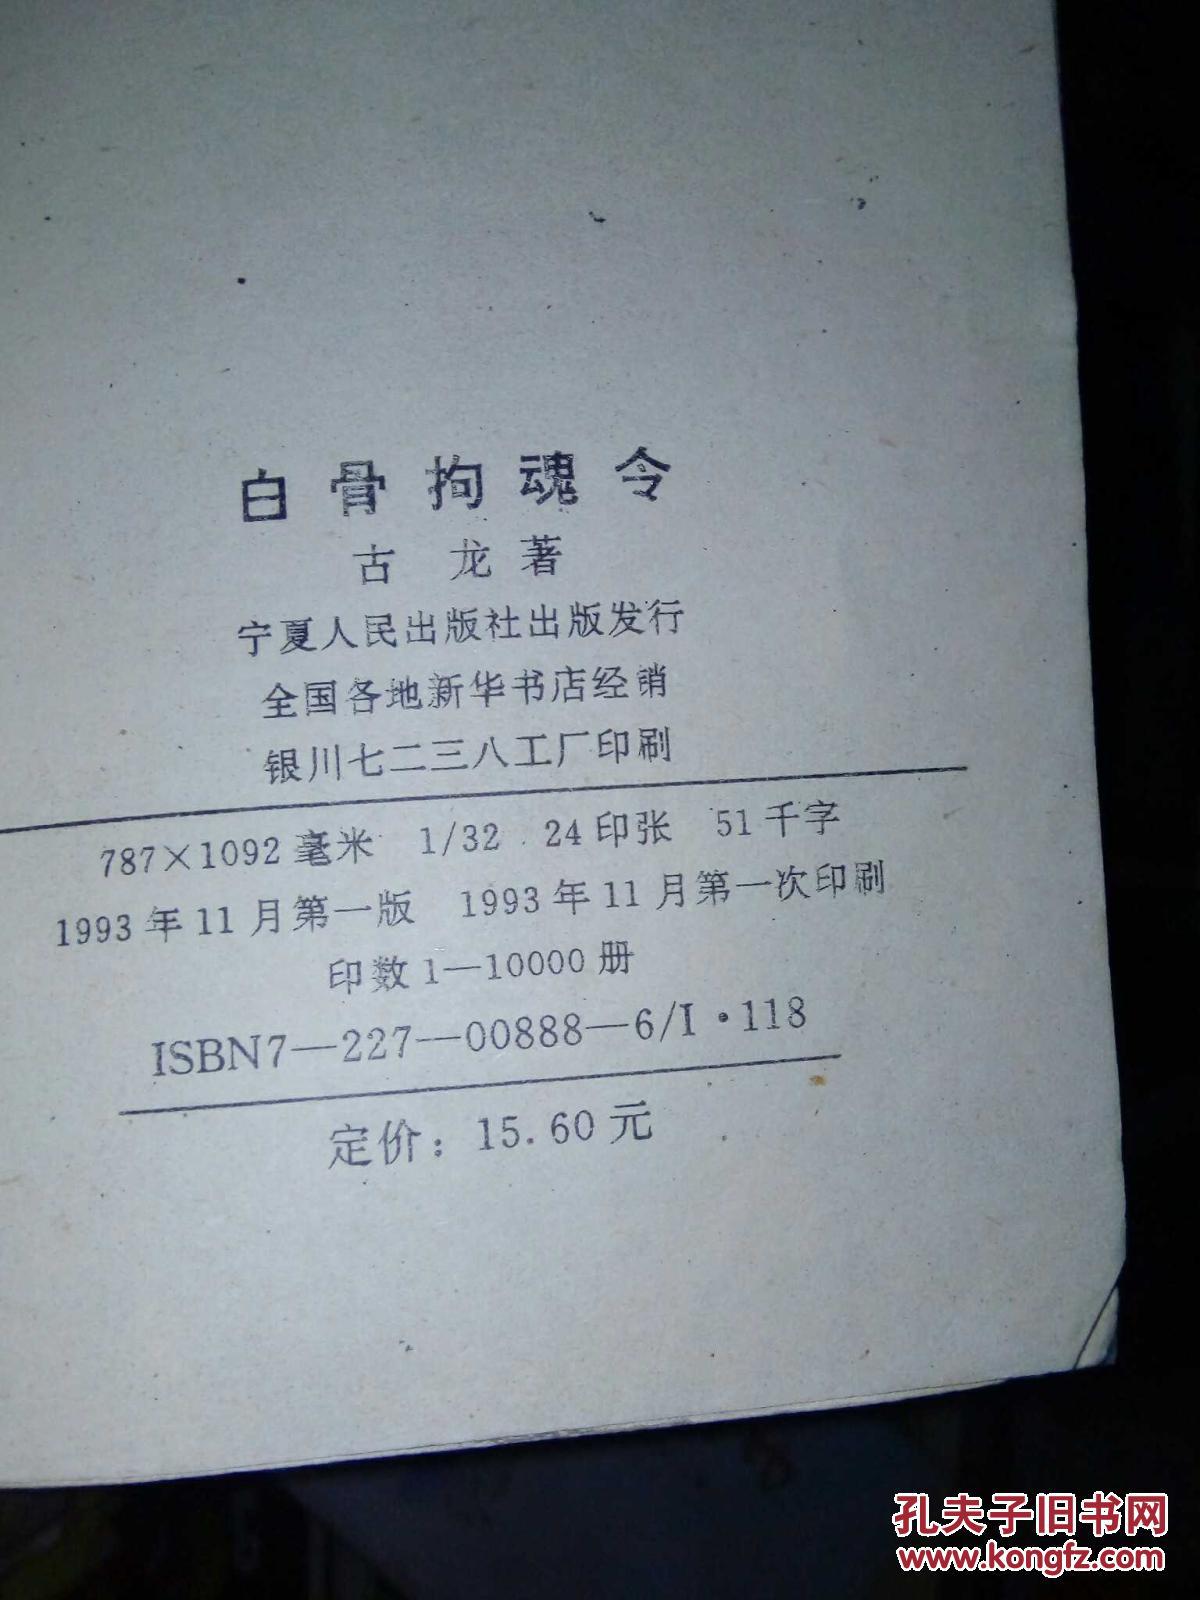 白骨拘魂令
古 龙 著
宁夏人民出版社出版发行
全国各地新华书店经销
银川七二三八工厂印刷
787×1092毫米 1/32 24印张 51千字
1993年11月第一版 1993年11月第一次印刷
印数1—10000册
ISBN7—227—00888—6/I·118
定价：15.60元
孔夫子旧书网
www.kongfz.com